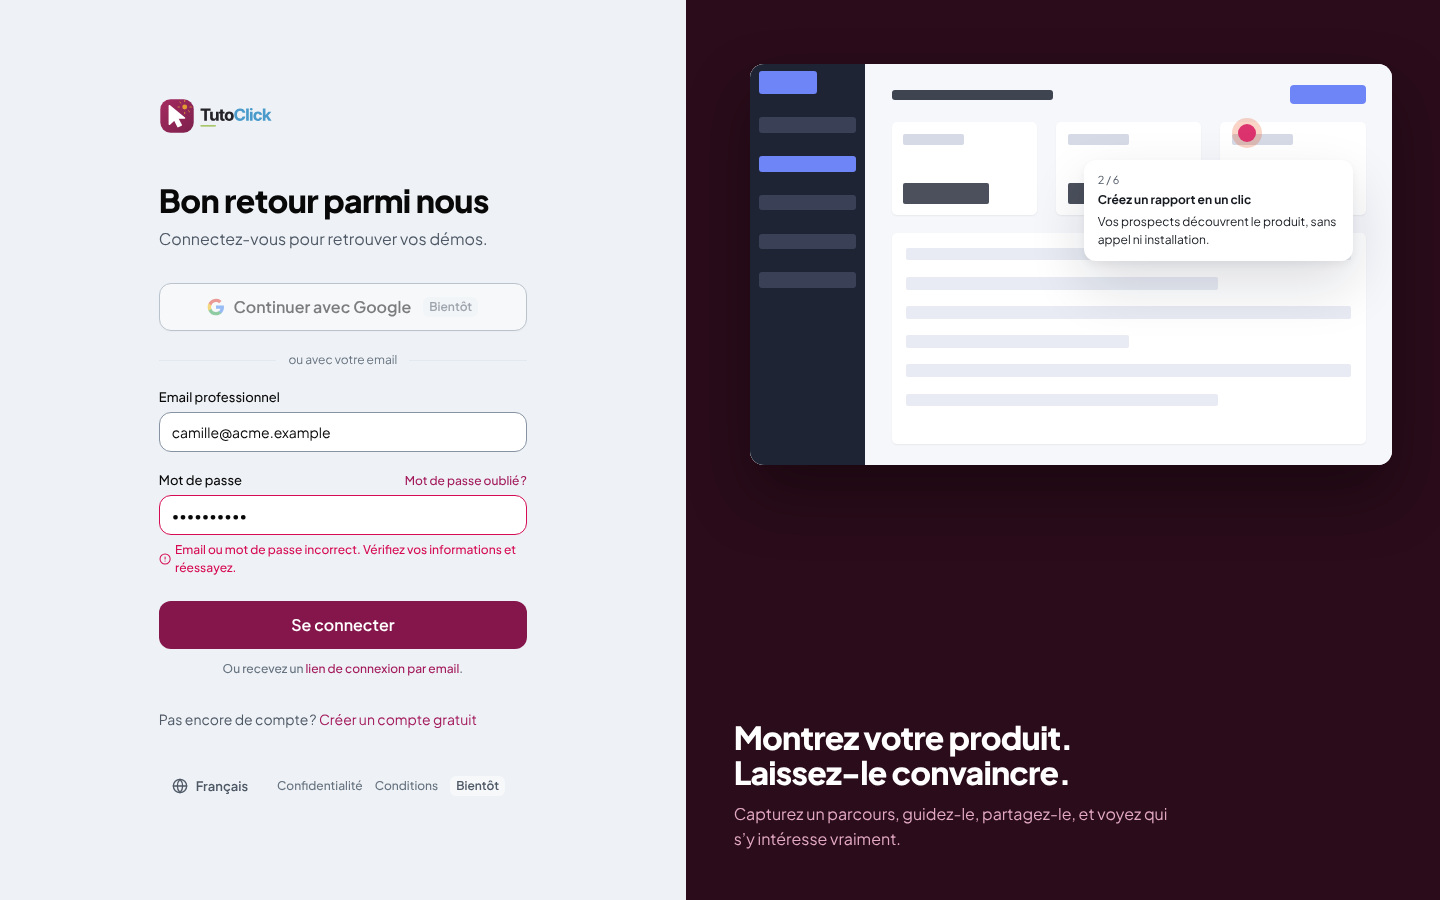 TutoClick
Bon retour parmi nous
Connectez-vous pour retrouver vos démos.
Continuer avec Google Bientôt
ou avec votre email
Email professionnel
camille@acme.example
Mot de passe Mot de passe oublié ?
••••••••••
Email ou mot de passe incorrect. Vérifiez vos informations et
réessayez.
Se connecter
Ou recevez un lien de connexion par email.
Pas encore de compte ? Créer un compte gratuit
Français Confidentialité Conditions Bientôt
2 / 6
Créez un rapport en un clic
Vos prospects découvrent le produit, sans
appel ni installation.
Montrez votre produit.
Laissez-le convaincre.
Capturez un parcours, guidez-le, partagez-le, et voyez qui
s’y intéresse vraiment.